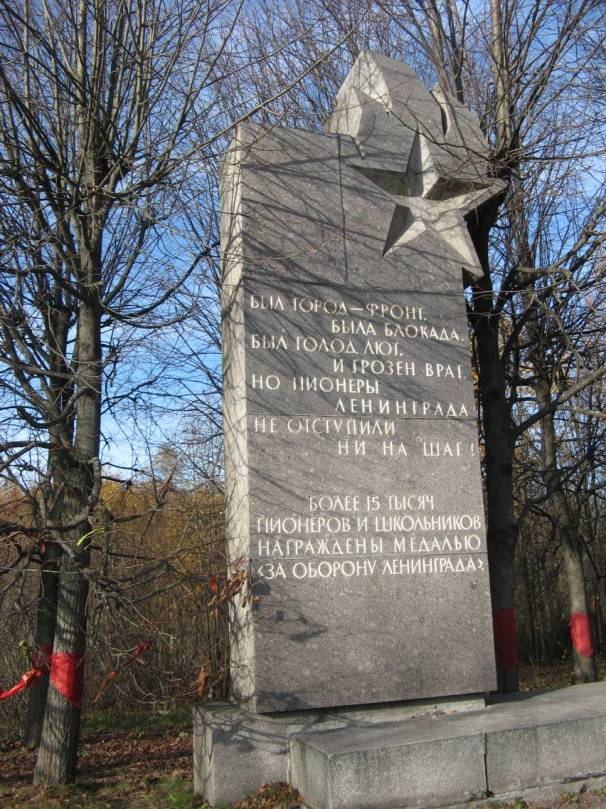 БЫЛ ГОРОД — ФРОНТ,
БЫЛА БЛОКАДА.
БЫЛ ГОЛОД ЛЮТ,
И ГРОЗЕН ВРАГ.
НО ПИОНЕРЫ
ЛЕНИНГРАДА
НЕ ОТСТУПИЛИ
НИ НА ШАГ!
БОЛЕЕ 15 ТЫСЯЧ
ПИОНЕРОВ И ШКОЛЬНИКОВ
НАГРАЖДЕНЫ МЕДАЛЬЮ
«ЗА ОБОРОНУ ЛЕНИНГРАДА».